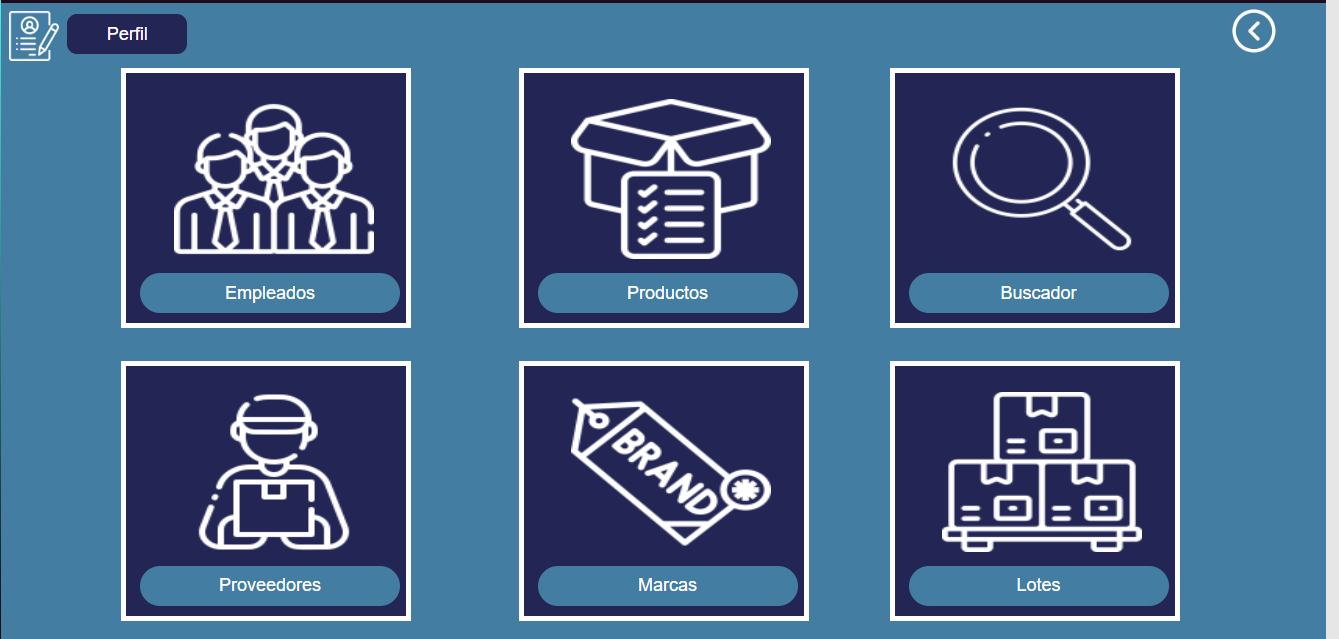 Perfil
Empleados
Productos
Buscador
BRAND
Proveedores
Marcas
Lotes